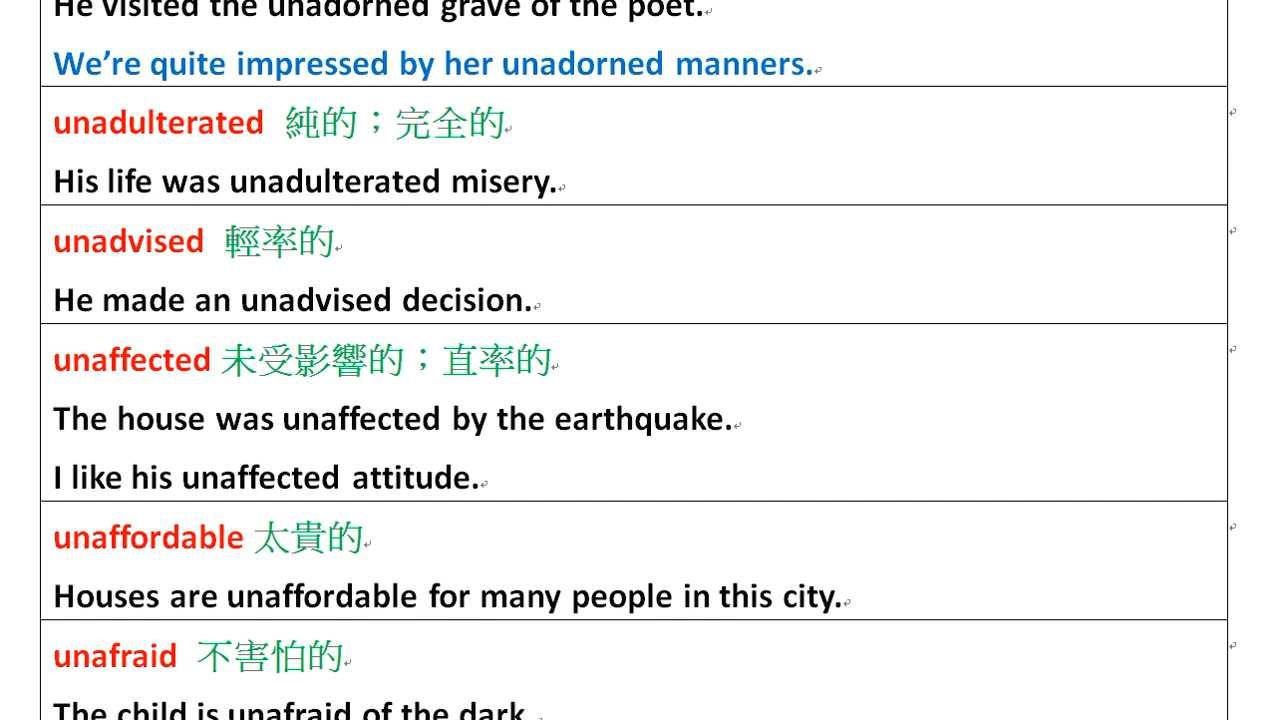 He visited the unadorned grave of the poet.
We're quite impressed by her unadorned manners.
unadulterated 純的；完全的
His life was unadulterated misery.
unadvised 輕率的
He made an unadvised decision.
unaffected 未受影響的；直率的
The house was unaffected by the earthquake.
I like his unaffected attitude.
unaffordable 太貴的
Houses are unaffordable for many people in this city.
unafraid 不害怕的
The child is unafraid of the dark.